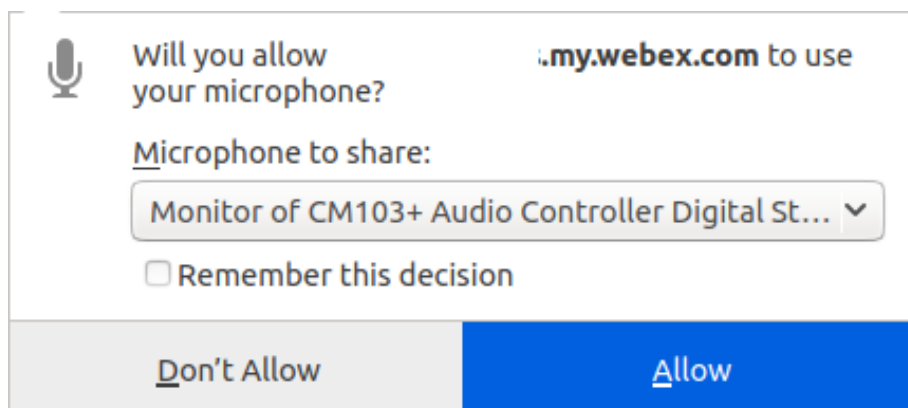 Will you allow .my.webex.com to use
your microphone?
Microphone to share:
Monitor of CM103+ Audio Controller Digital St...
Remember this decision
Don't Allow
Allow